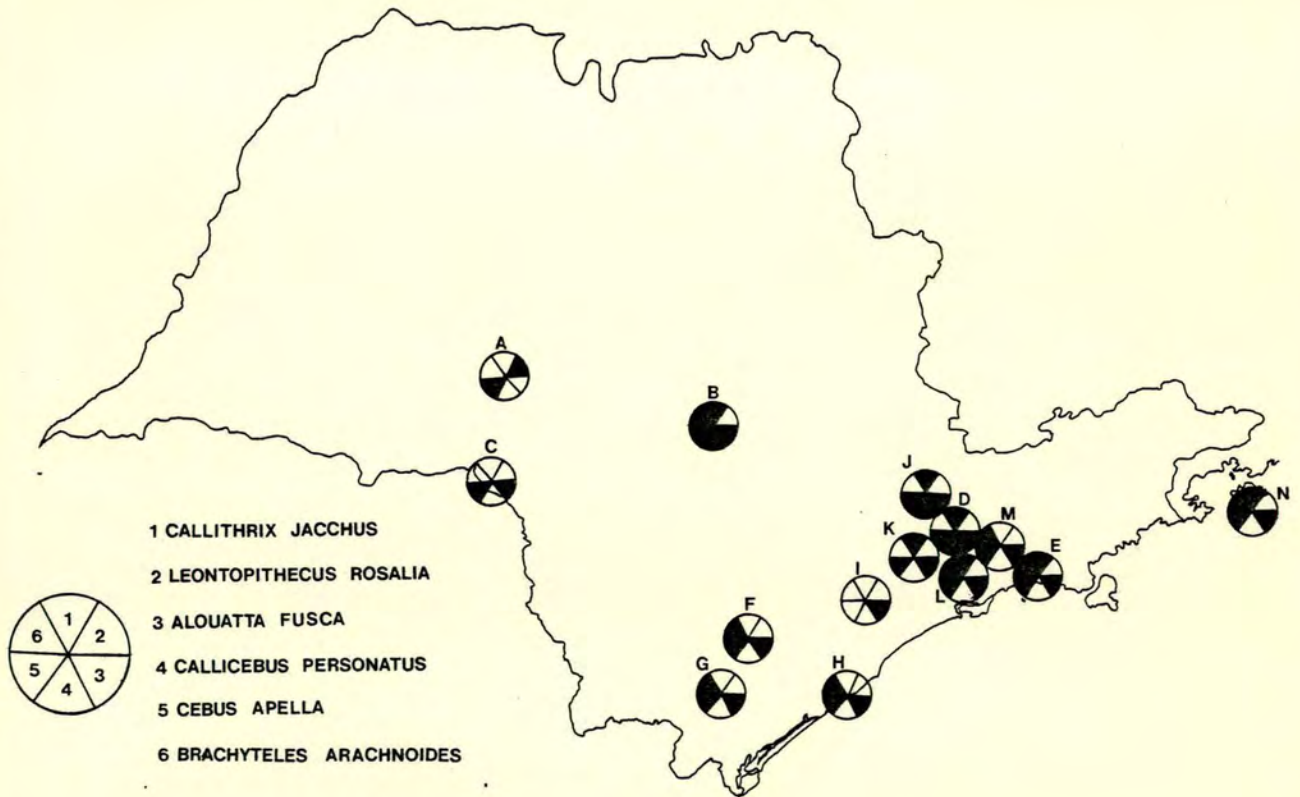 A
B
C
J
D
M
K
E
N
I
L
F
G
H
1 CALLITHRIX JACCHUS
2 LEONTOPITHECUS ROSALIA
3 ALOUATTA FUSCA
4 CALLICEBUS PERSONATUS
5 CEBUS APELLA
6 BRACHYTELES ARACHNOIDES
1
6 2
5 3
4